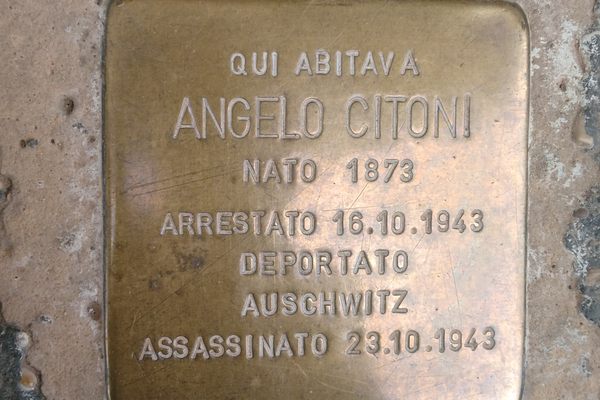 QUI ABITAVA
ANGELO CITONI
NATO 1873
ARRESTATO 16.10.1943
DEPORTATO
AUSCHWITZ
ASSASSINATO 23.10.1943